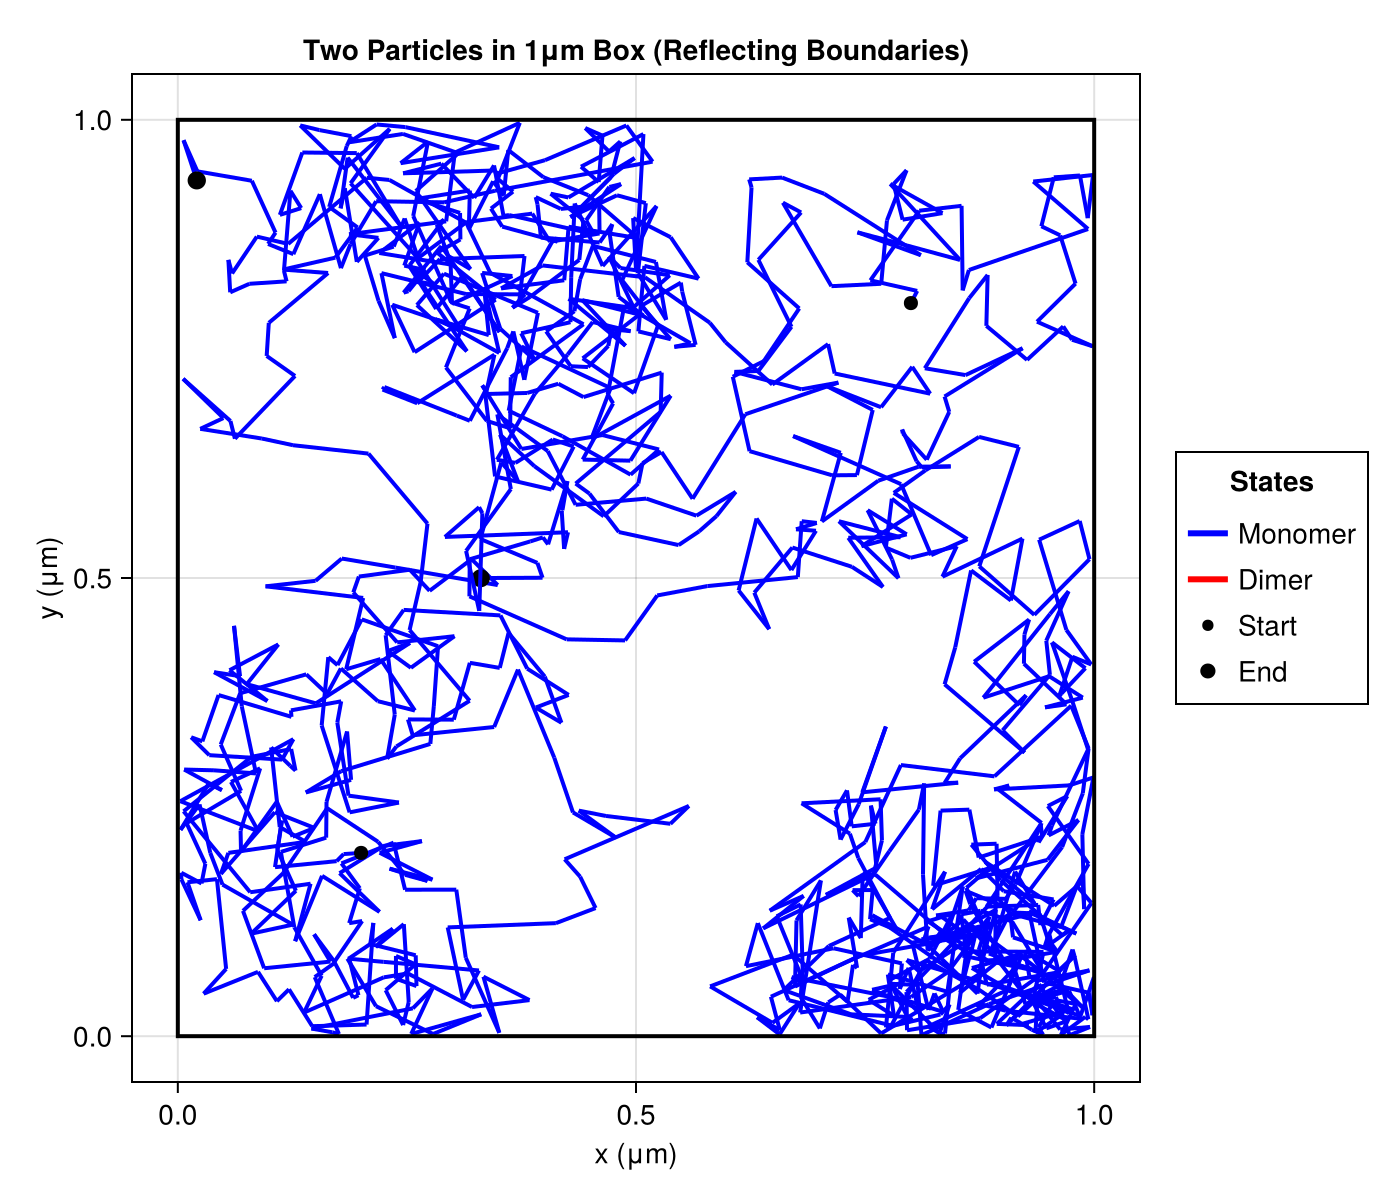 Two Particles in 1µm Box (Reflecting Boundaries)
1.0
0.5
0.0
y (µm)
0.0
0.5
1.0
x (µm)
States
Monomer
Dimer
Start
End